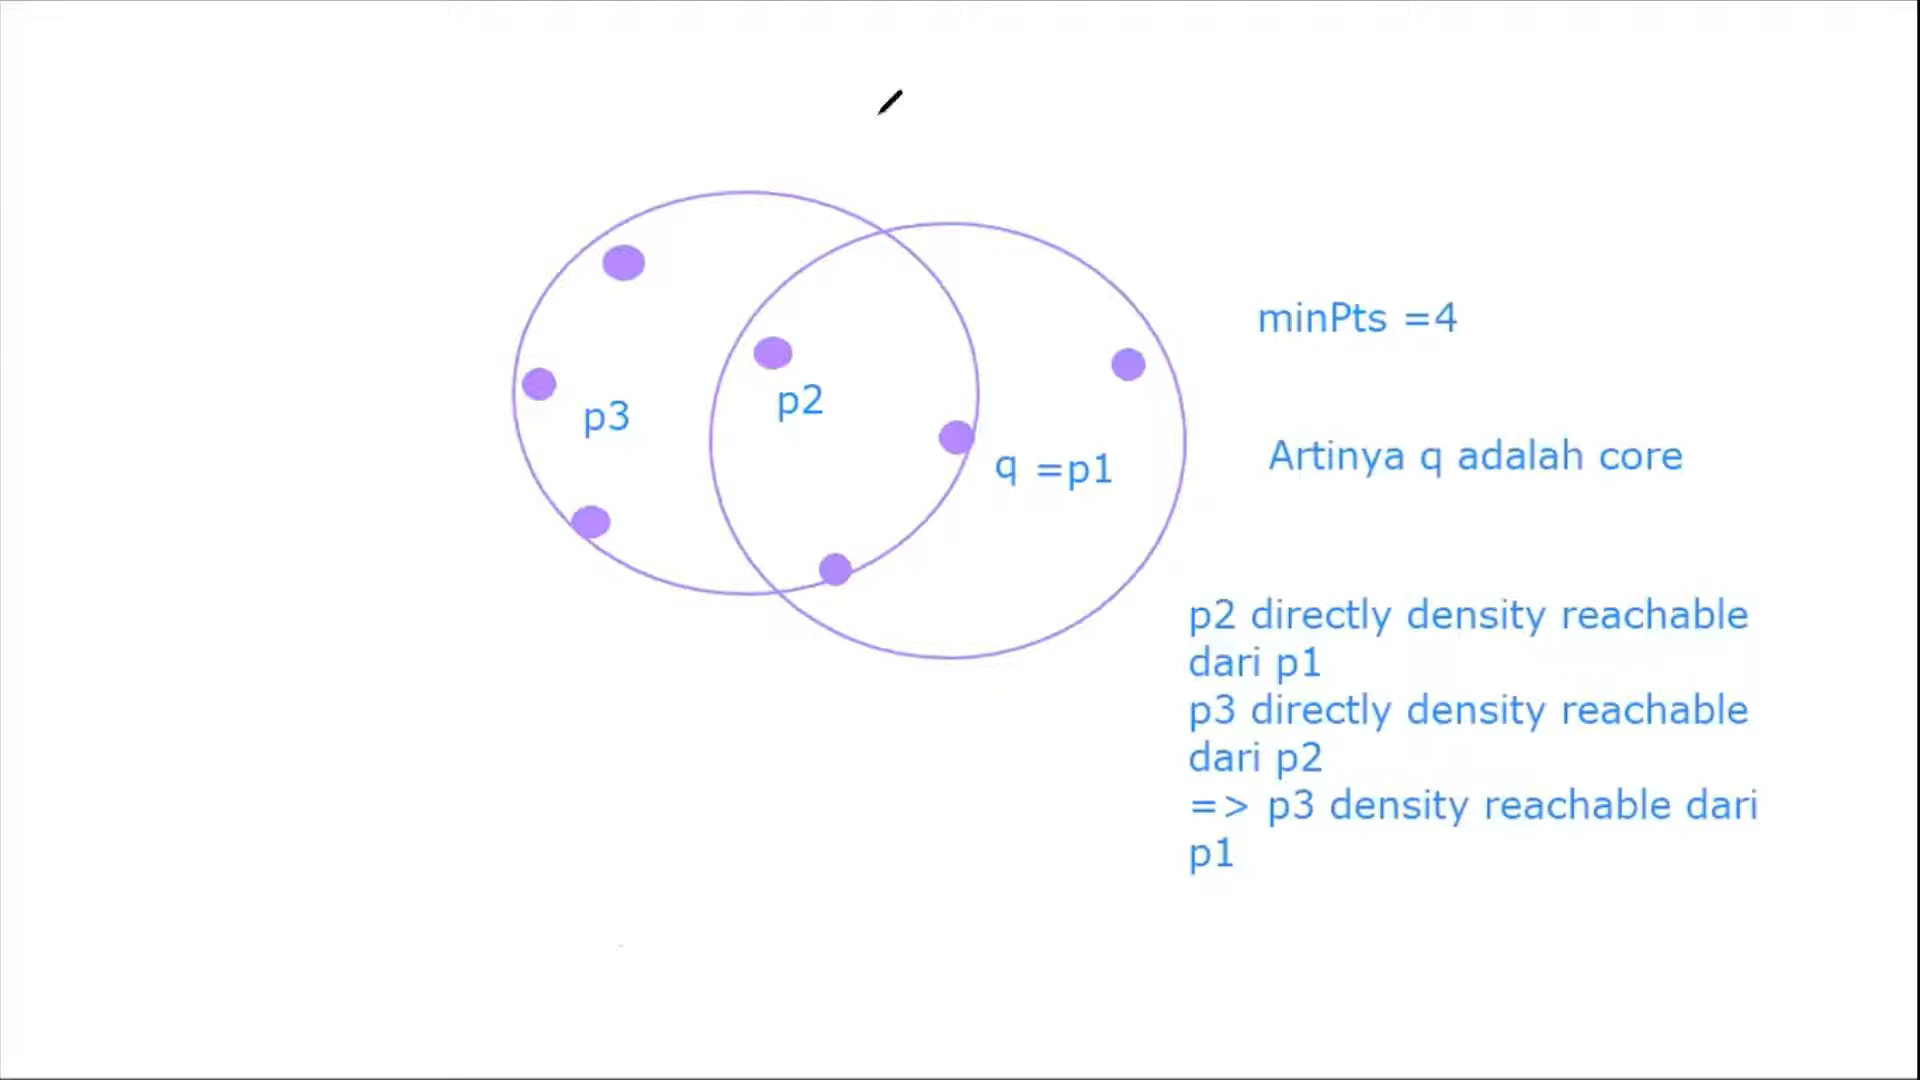 minPts =4
p2
p3
q =p1
Artinya q adalah core
p2 directly density reachable
dari p1
p3 directly density reachable
dari p2
=> p3 density reachable dari
p1